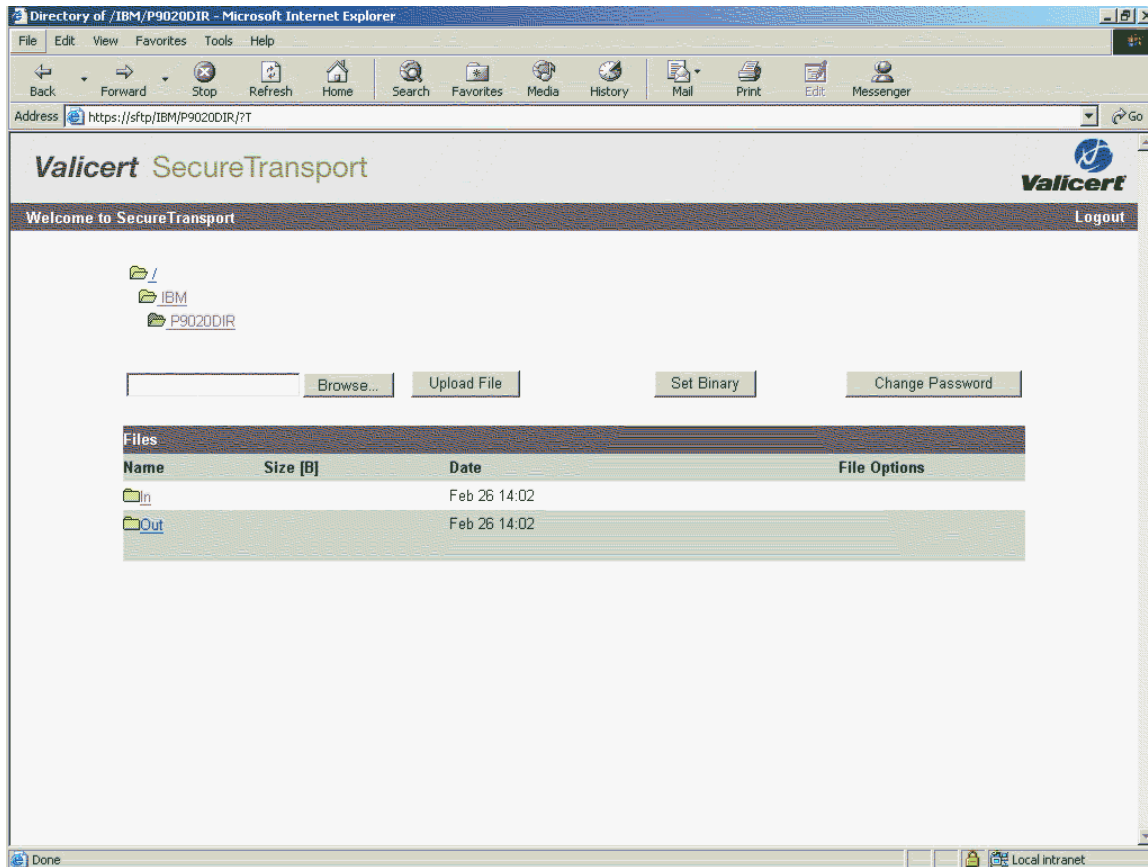 Directory of /IBM/P9020DIR - Microsoft Internet Explorer
File Edit View Favorites Tools Help
Back Forward Stop Refresh Home Search Favorites Media History Mail Print Edit Messenger
Address https://sftp/IBM/P9020DIR/?T Go
Valicert SecureTransport
Valicert
Welcome to SecureTransport Logout
/
IBM
P9020DIR
Browse... Upload File Set Binary Change Password
Files
Name Size [B] Date File Options
In Feb 26 14:02
Out Feb 26 14:02
Done Local intranet